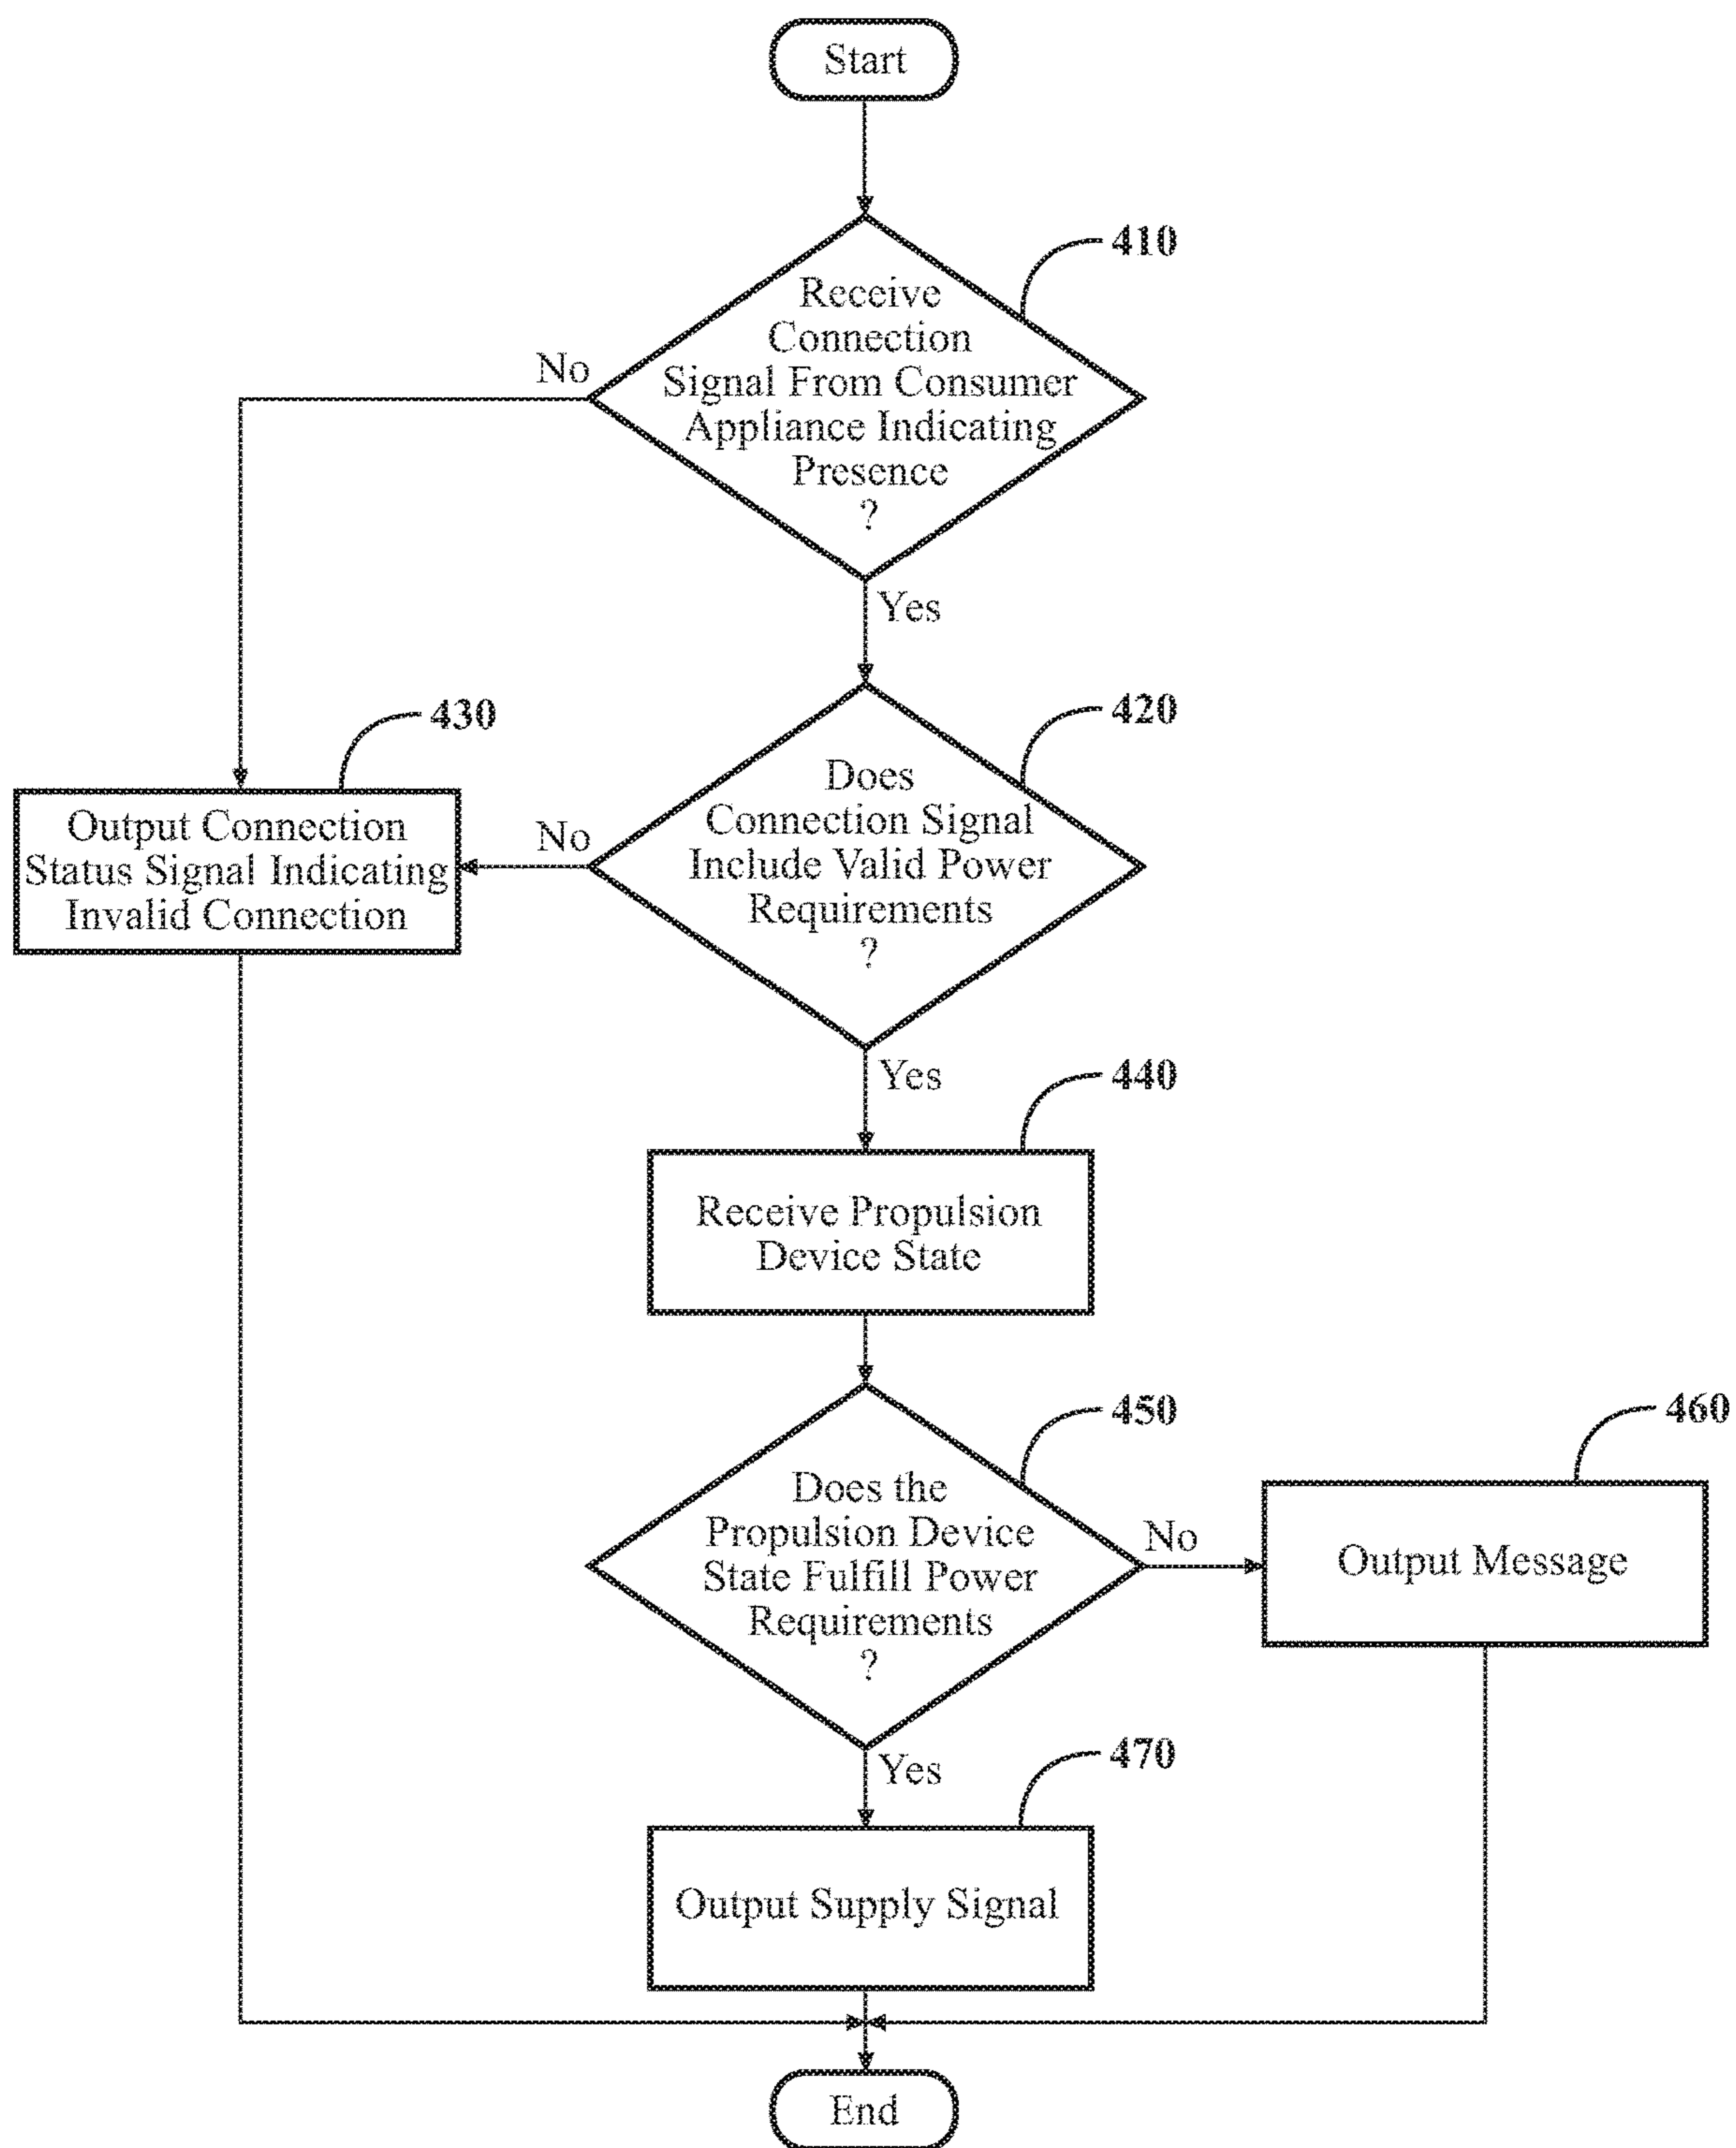 Start
410
Receive
Connection
Signal From Consumer
Appliance Indicating
Presence
?
No
Yes
430
Output Connection
Status Signal Indicating
Invalid Connection
420
Does
Connection Signal
Include Valid Power
Requirements
?
No
Yes
440
Receive Propulsion
Device State
450
Does the
Propulsion Device
State Fulfill Power
Requirements
?
No
460
Output Message
Yes
470
Output Supply Signal
End